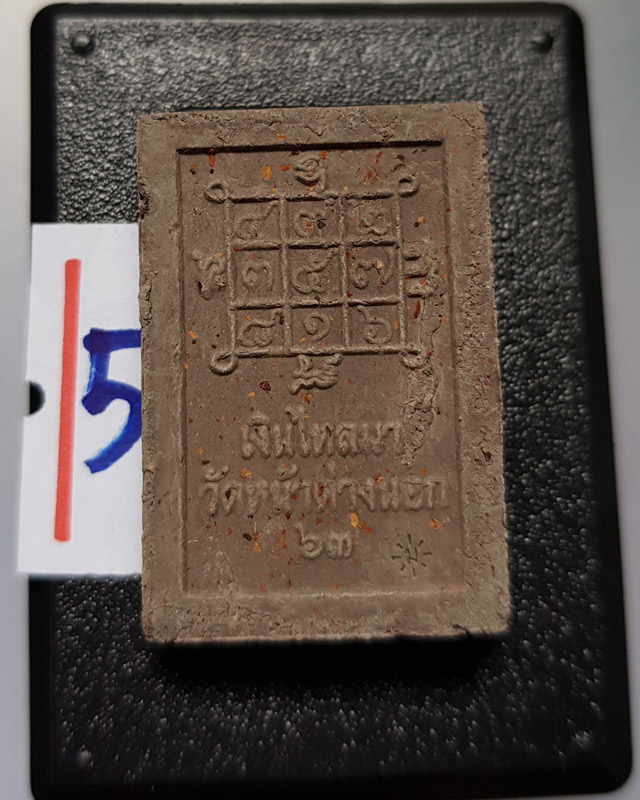 ๔ ๙ ๒
๓ ๕ ๗
๘ ๑ ๖
เงินไหลมา
วัดหน้าต่างนอก
๖๓
5